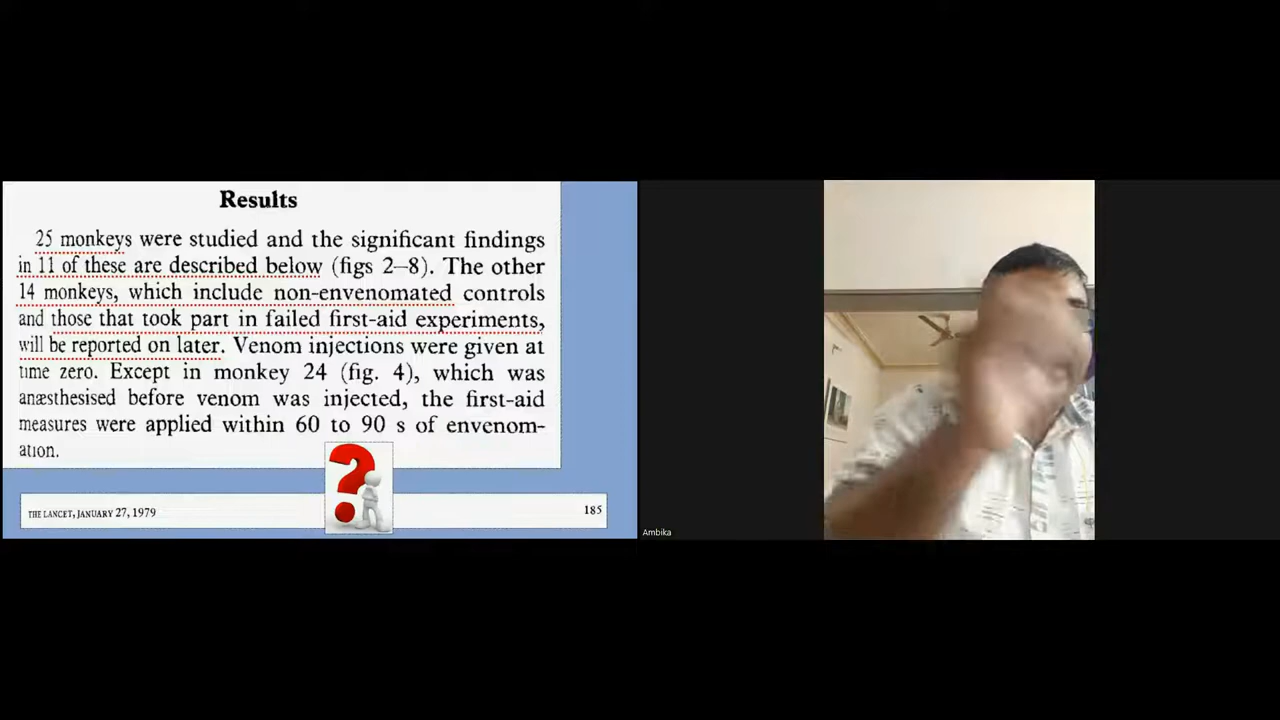 Results
25 monkeys were studied and the significant findings
in 11 of these are described below (figs 2–8). The other
14 monkeys, which include non-envenomated controls
and those that took part in failed first-aid experiments,
will be reported on later. Venom injections were given at
time zero. Except in monkey 24 (fig. 4), which was
anæsthesised before venom was injected, the first-aid
measures were applied within 60 to 90 s of envenom-
ation.
THE LANCET, JANUARY 27, 1979
185
Ambika